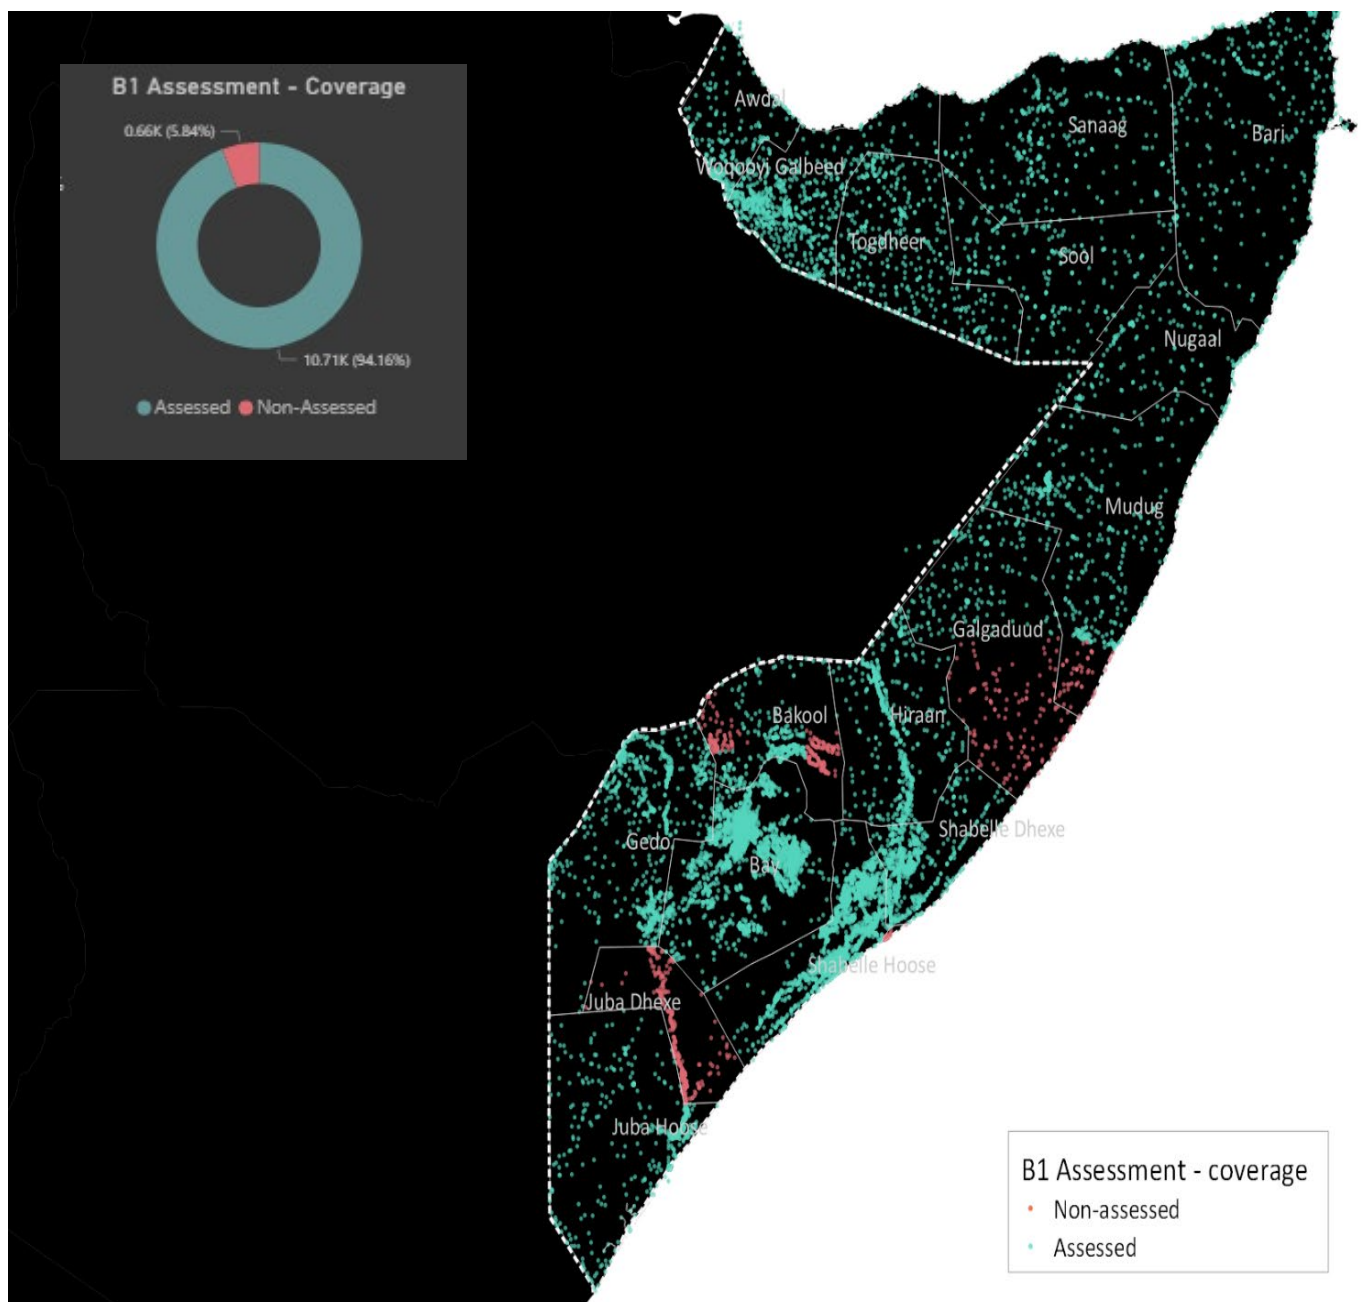 B1 Assessment - Coverage
0.66K (5.84%)
10.71K (94.16%)
Assessed
Non-Assessed
Awdal
Sanaag
Bari
Woqooyi Galbeed
Togdheer
Sool
Nugaal
Mudug
Galgaduud
Bakool
Hiraan
Shabelle Dhexe
Gedo
Bay
Shabelle Hoose
Juba Dhexe
Juba Hoose
B1 Assessment - coverage
Non-assessed
Assessed